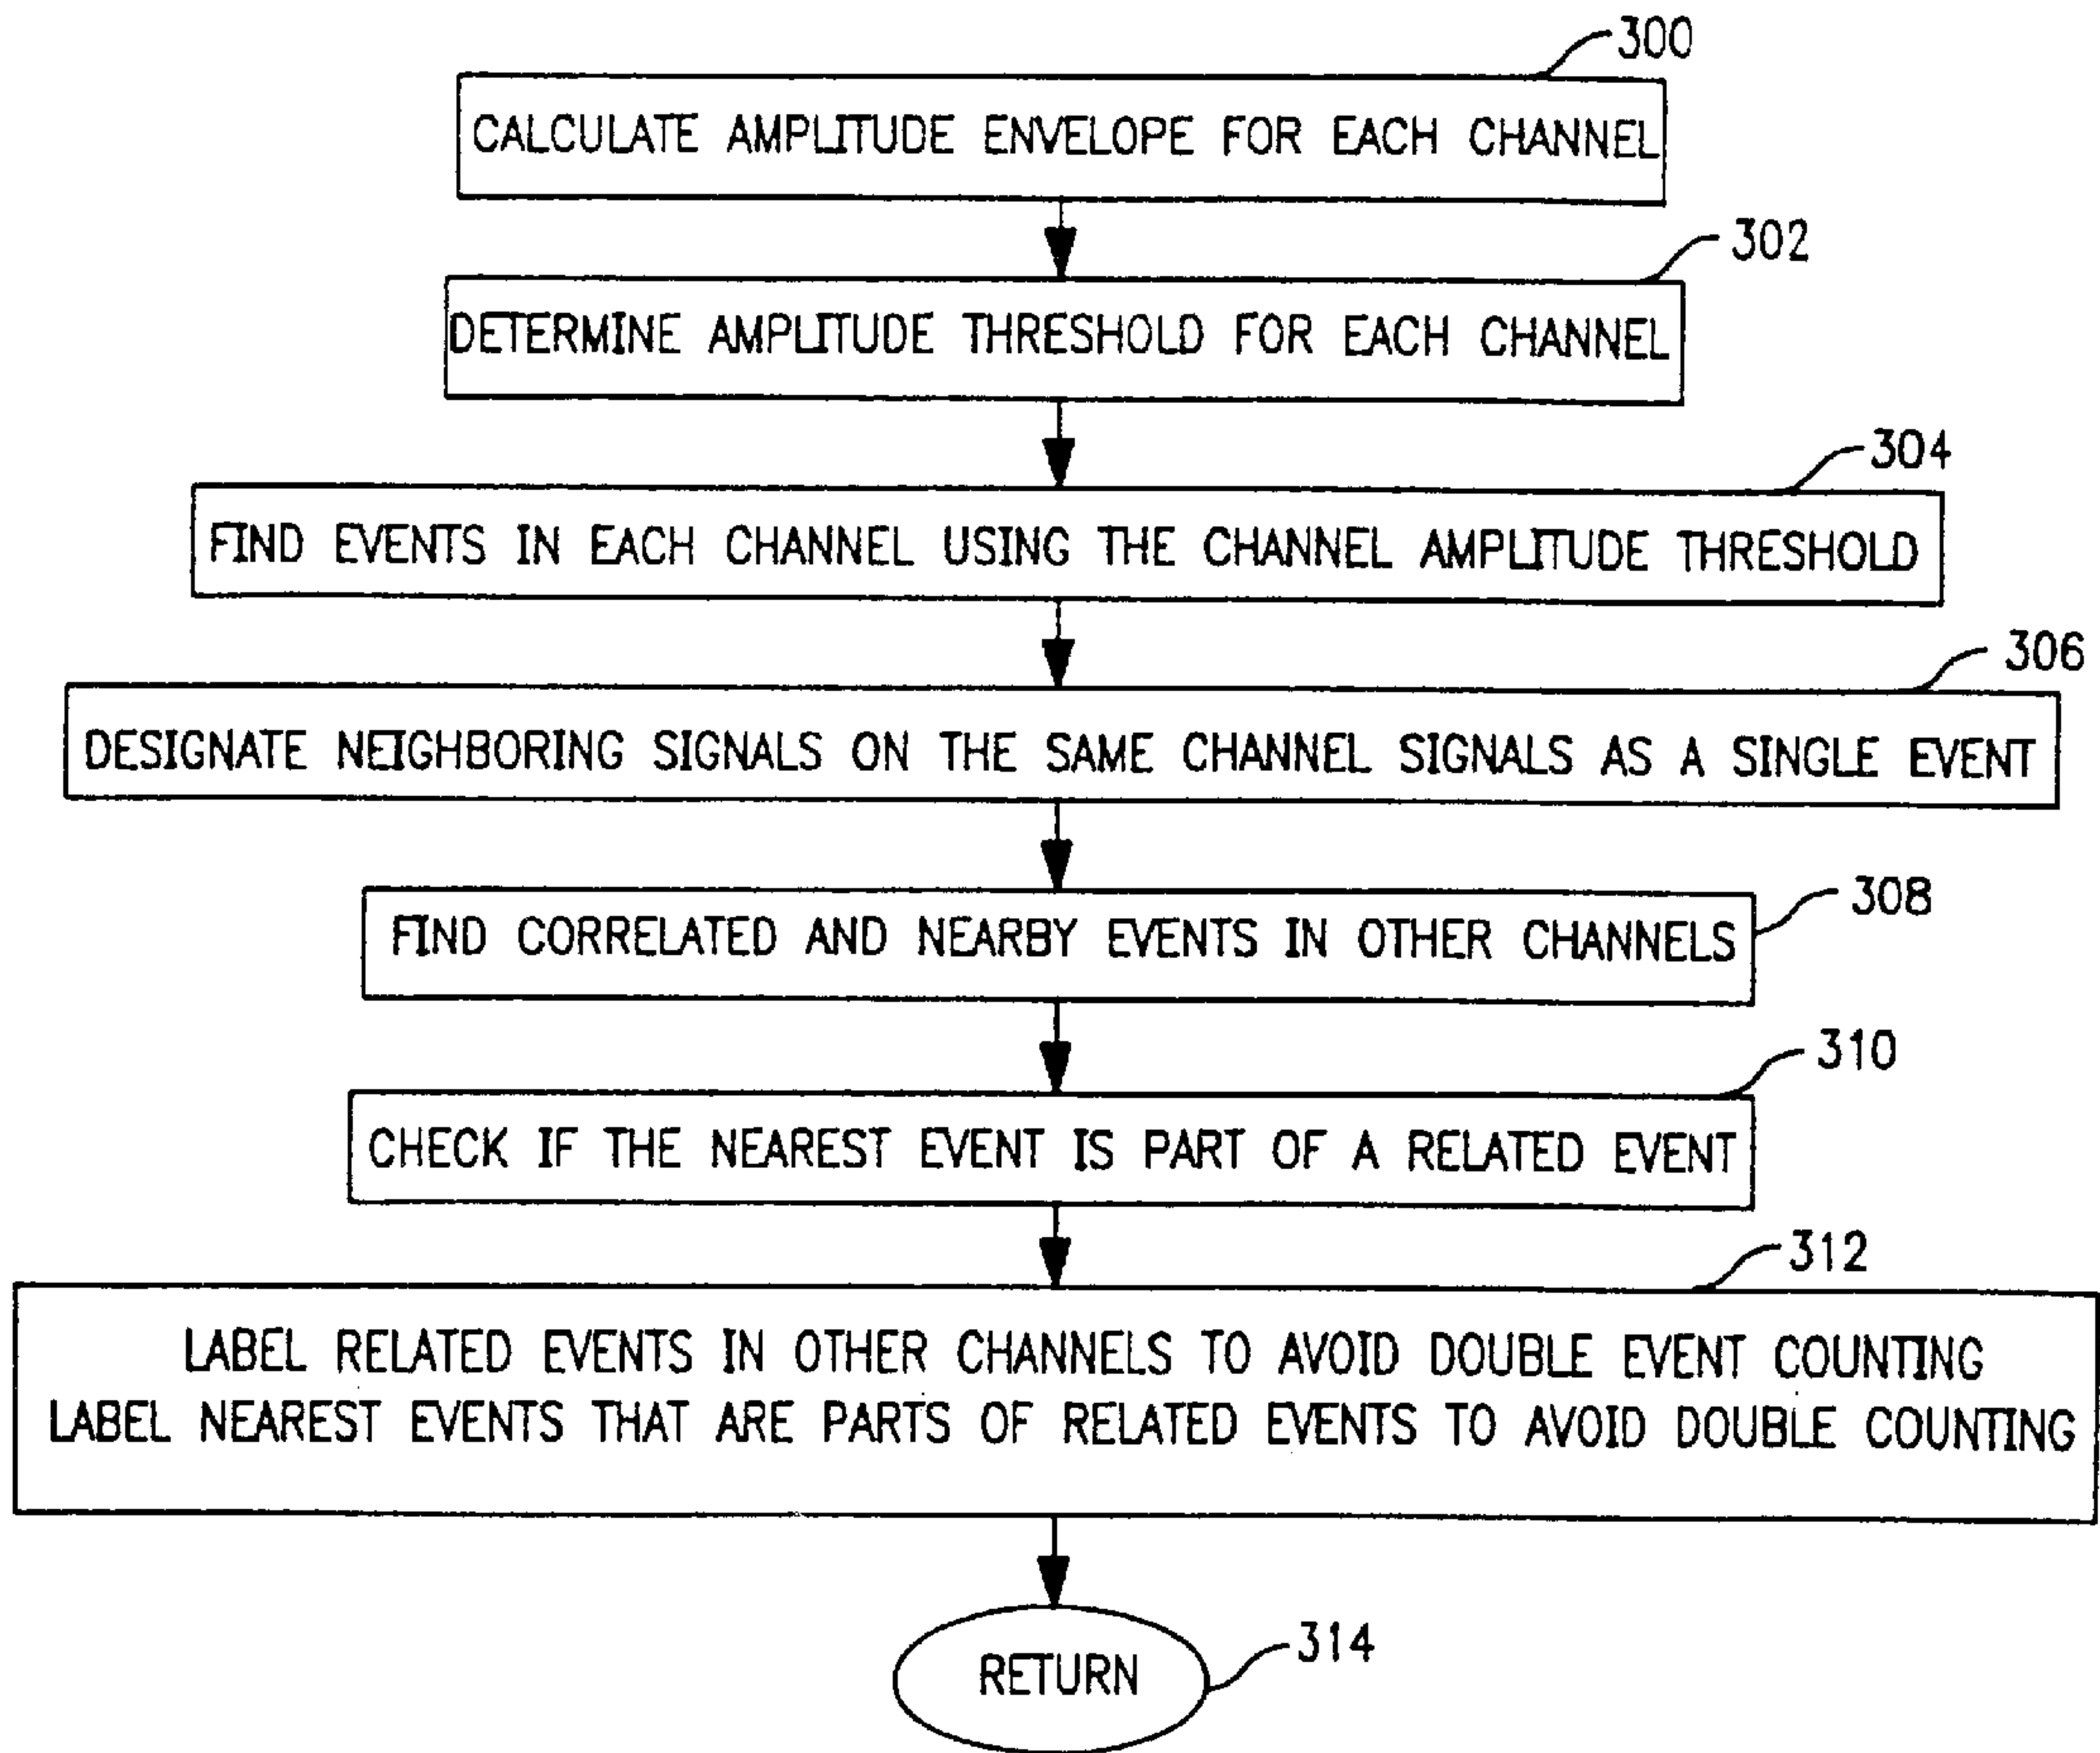 300
CALCULATE AMPLITUDE ENVELOPE FOR EACH CHANNEL
302
DETERMINE AMPLITUDE THRESHOLD FOR EACH CHANNEL
304
FIND EVENTS IN EACH CHANNEL USING THE CHANNEL AMPLITUDE THRESHOLD
306
DESIGNATE NEIGHBORING SIGNALS ON THE SAME CHANNEL SIGNALS AS A SINGLE EVENT
308
FIND CORRELATED AND NEARBY EVENTS IN OTHER CHANNELS
310
CHECK IF THE NEAREST EVENT IS PART OF A RELATED EVENT
312
LABEL RELATED EVENTS IN OTHER CHANNELS TO AVOID DOUBLE EVENT COUNTING
LABEL NEAREST EVENTS THAT ARE PARTS OF RELATED EVENTS TO AVOID DOUBLE COUNTING
314
RETURN